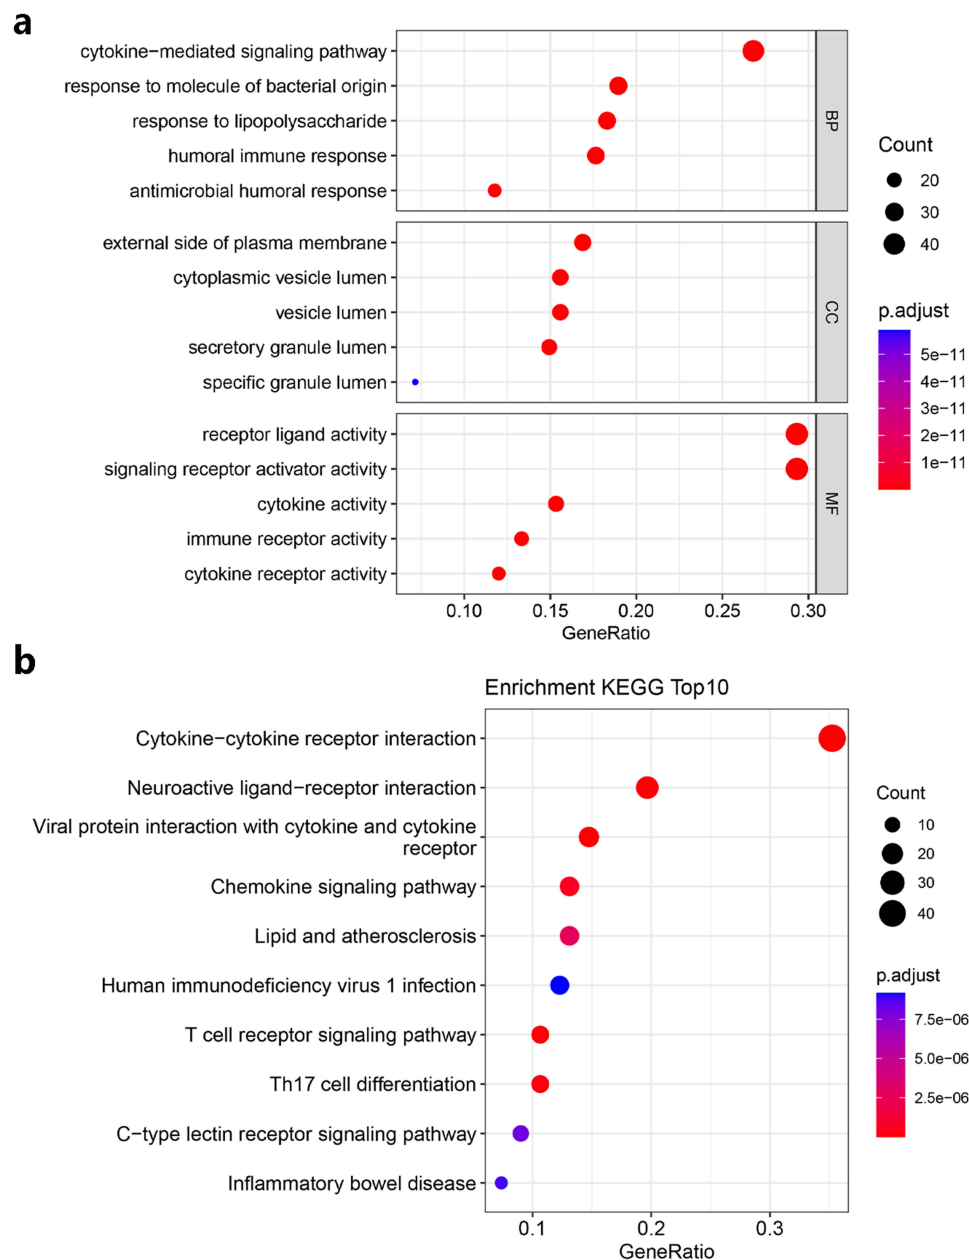 a
cytokine−mediated signaling pathway
response to molecule of bacterial origin
response to lipopolysaccharide
humoral immune response
antimicrobial humoral response
BP
external side of plasma membrane
cytoplasmic vesicle lumen
vesicle lumen
secretory granule lumen
specific granule lumen
CC
receptor ligand activity
signaling receptor activator activity
cytokine activity
immune receptor activity
cytokine receptor activity
MF
0.10 0.15 0.20 0.25 0.30
GeneRatio
Count
20
30
40
p.adjust
5e−11
4e−11
3e−11
2e−11
1e−11
b
Enrichment KEGG Top10
Cytokine−cytokine receptor interaction
Neuroactive ligand−receptor interaction
Viral protein interaction with cytokine and cytokine
receptor
Chemokine signaling pathway
Lipid and atherosclerosis
Human immunodeficiency virus 1 infection
T cell receptor signaling pathway
Th17 cell differentiation
C−type lectin receptor signaling pathway
Inflammatory bowel disease
0.1 0.2 0.3
GeneRatio
Count
10
20
30
40
p.adjust
7.5e−06
5.0e−06
2.5e−06